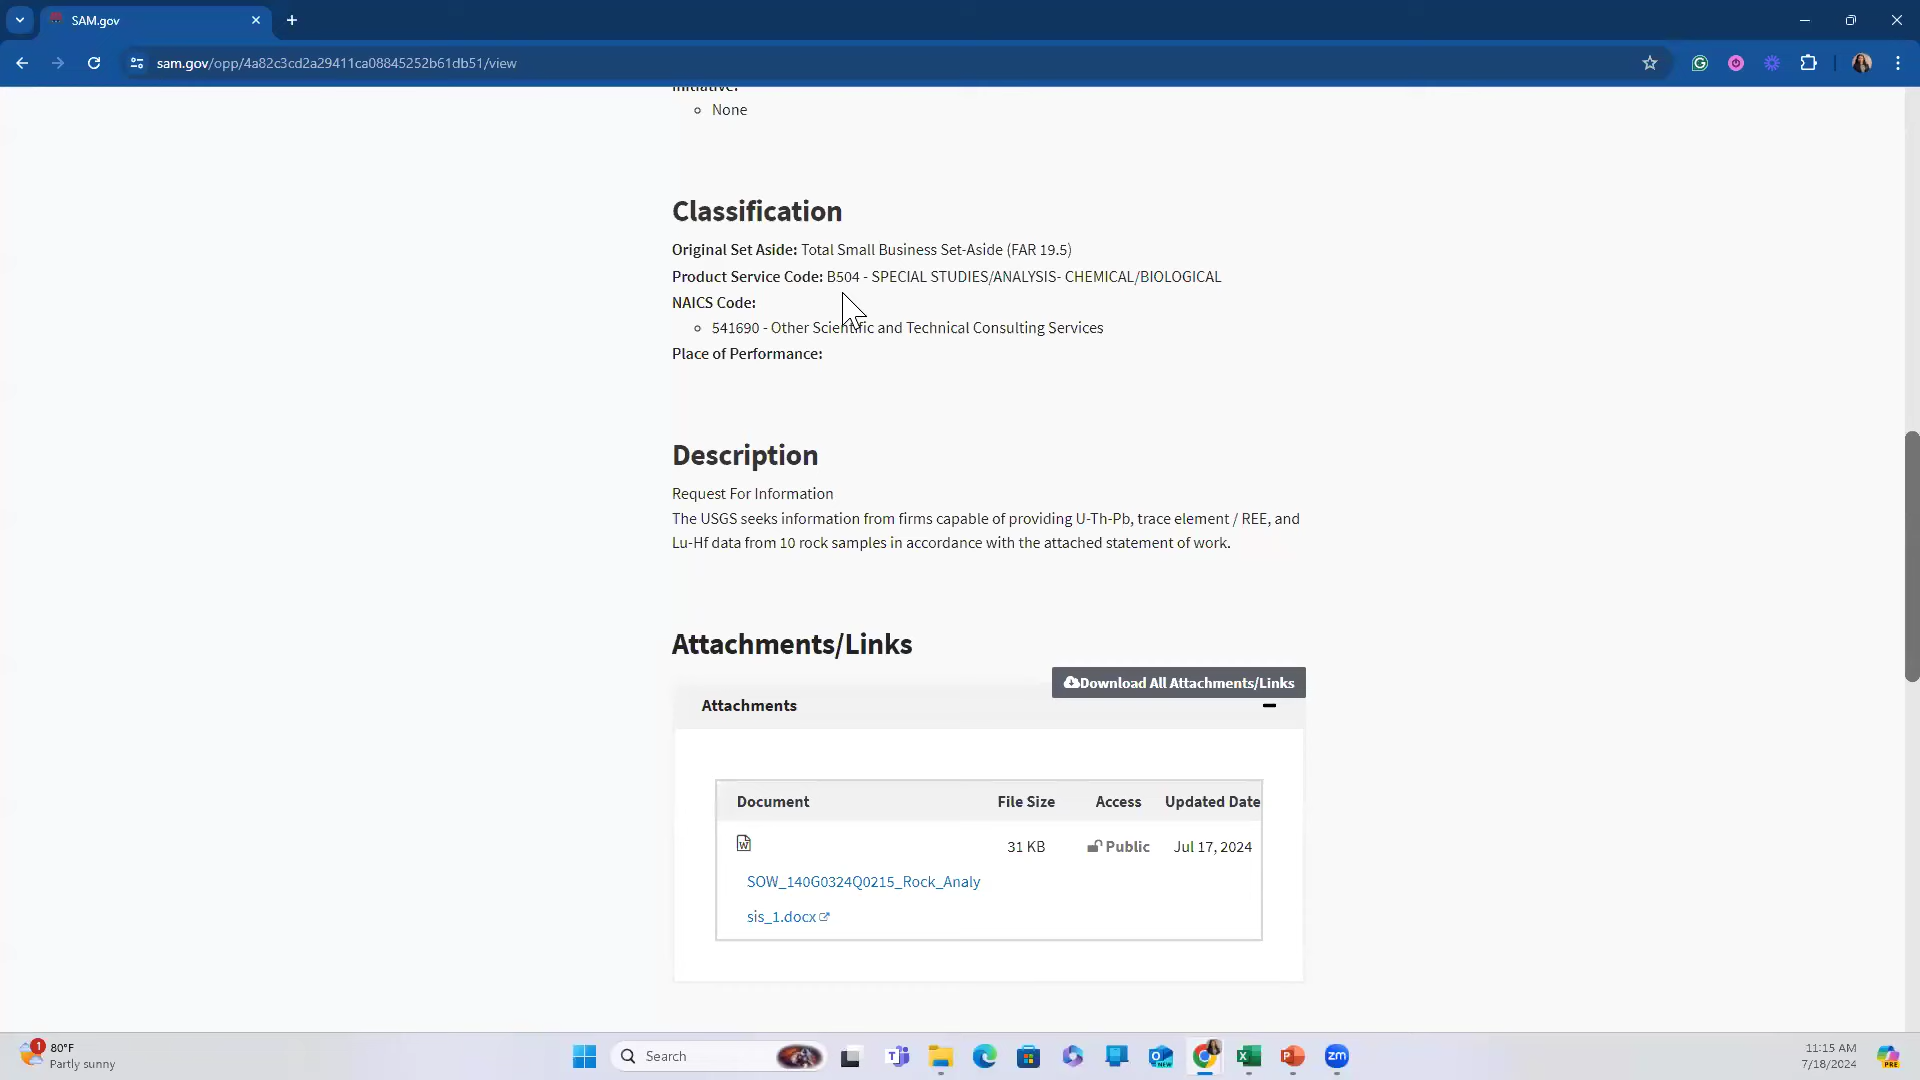 SAM.gov
sam.gov/opp/4a82c3cd2a29411ca08845252b61db51/view
Initiative:
None
Classification
Original Set Aside: Total Small Business Set-Aside (FAR 19.5)
Product Service Code: B504 - SPECIAL STUDIES/ANALYSIS- CHEMICAL/BIOLOGICAL
NAICS Code:
541690 - Other Scientific and Technical Consulting Services
Place of Performance:
Description
Request For Information
The USGS seeks information from firms capable of providing U-Th-Pb, trace element / REE, and
Lu-Hf data from 10 rock samples in accordance with the attached statement of work.
Attachments/Links
Download All Attachments/Links
Attachments
Document File Size Access Updated Date
31 KB Public Jul 17, 2024
SOW_140G0324Q0215_Rock_Analy
sis_1.docx
1
80°F
Partly sunny
Search
NEW
zm
11:15 AM
7/18/2024
PRE